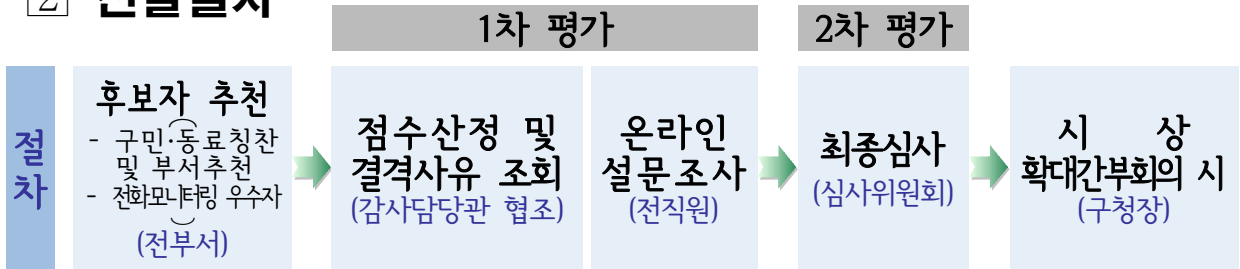 2
1차 평가
2차 평가
절차
후보자 추천
- 구민·동료칭찬
및 부서추천
- 전화모니터링 우수자
(전부서)
점수산정 및
결격사유 조회
(감사담당관 협조)
온라인
설문조사
(전직원)
최종심사
(심사위원회)
시 상
확대간부회의 시
(구청장)